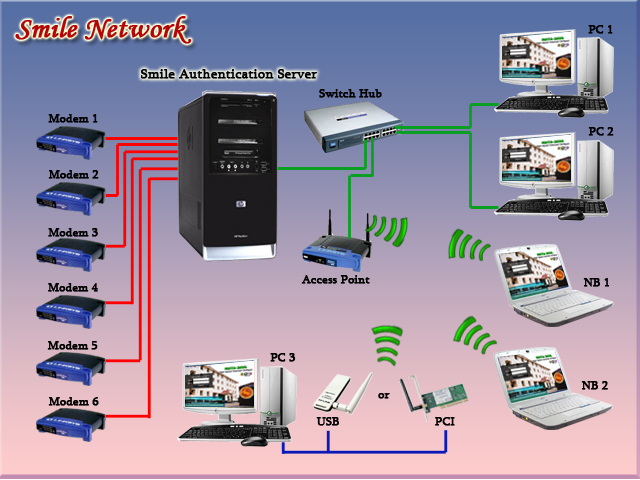 Smile Network
Smile Authentication Server
Switch Hub
PC 1
PC 2
Modem 1
Modem 2
Modem 3
Modem 4
Modem 5
Modem 6
Access Point
NB 1
NB 2
PC 3
or
USB
PCI